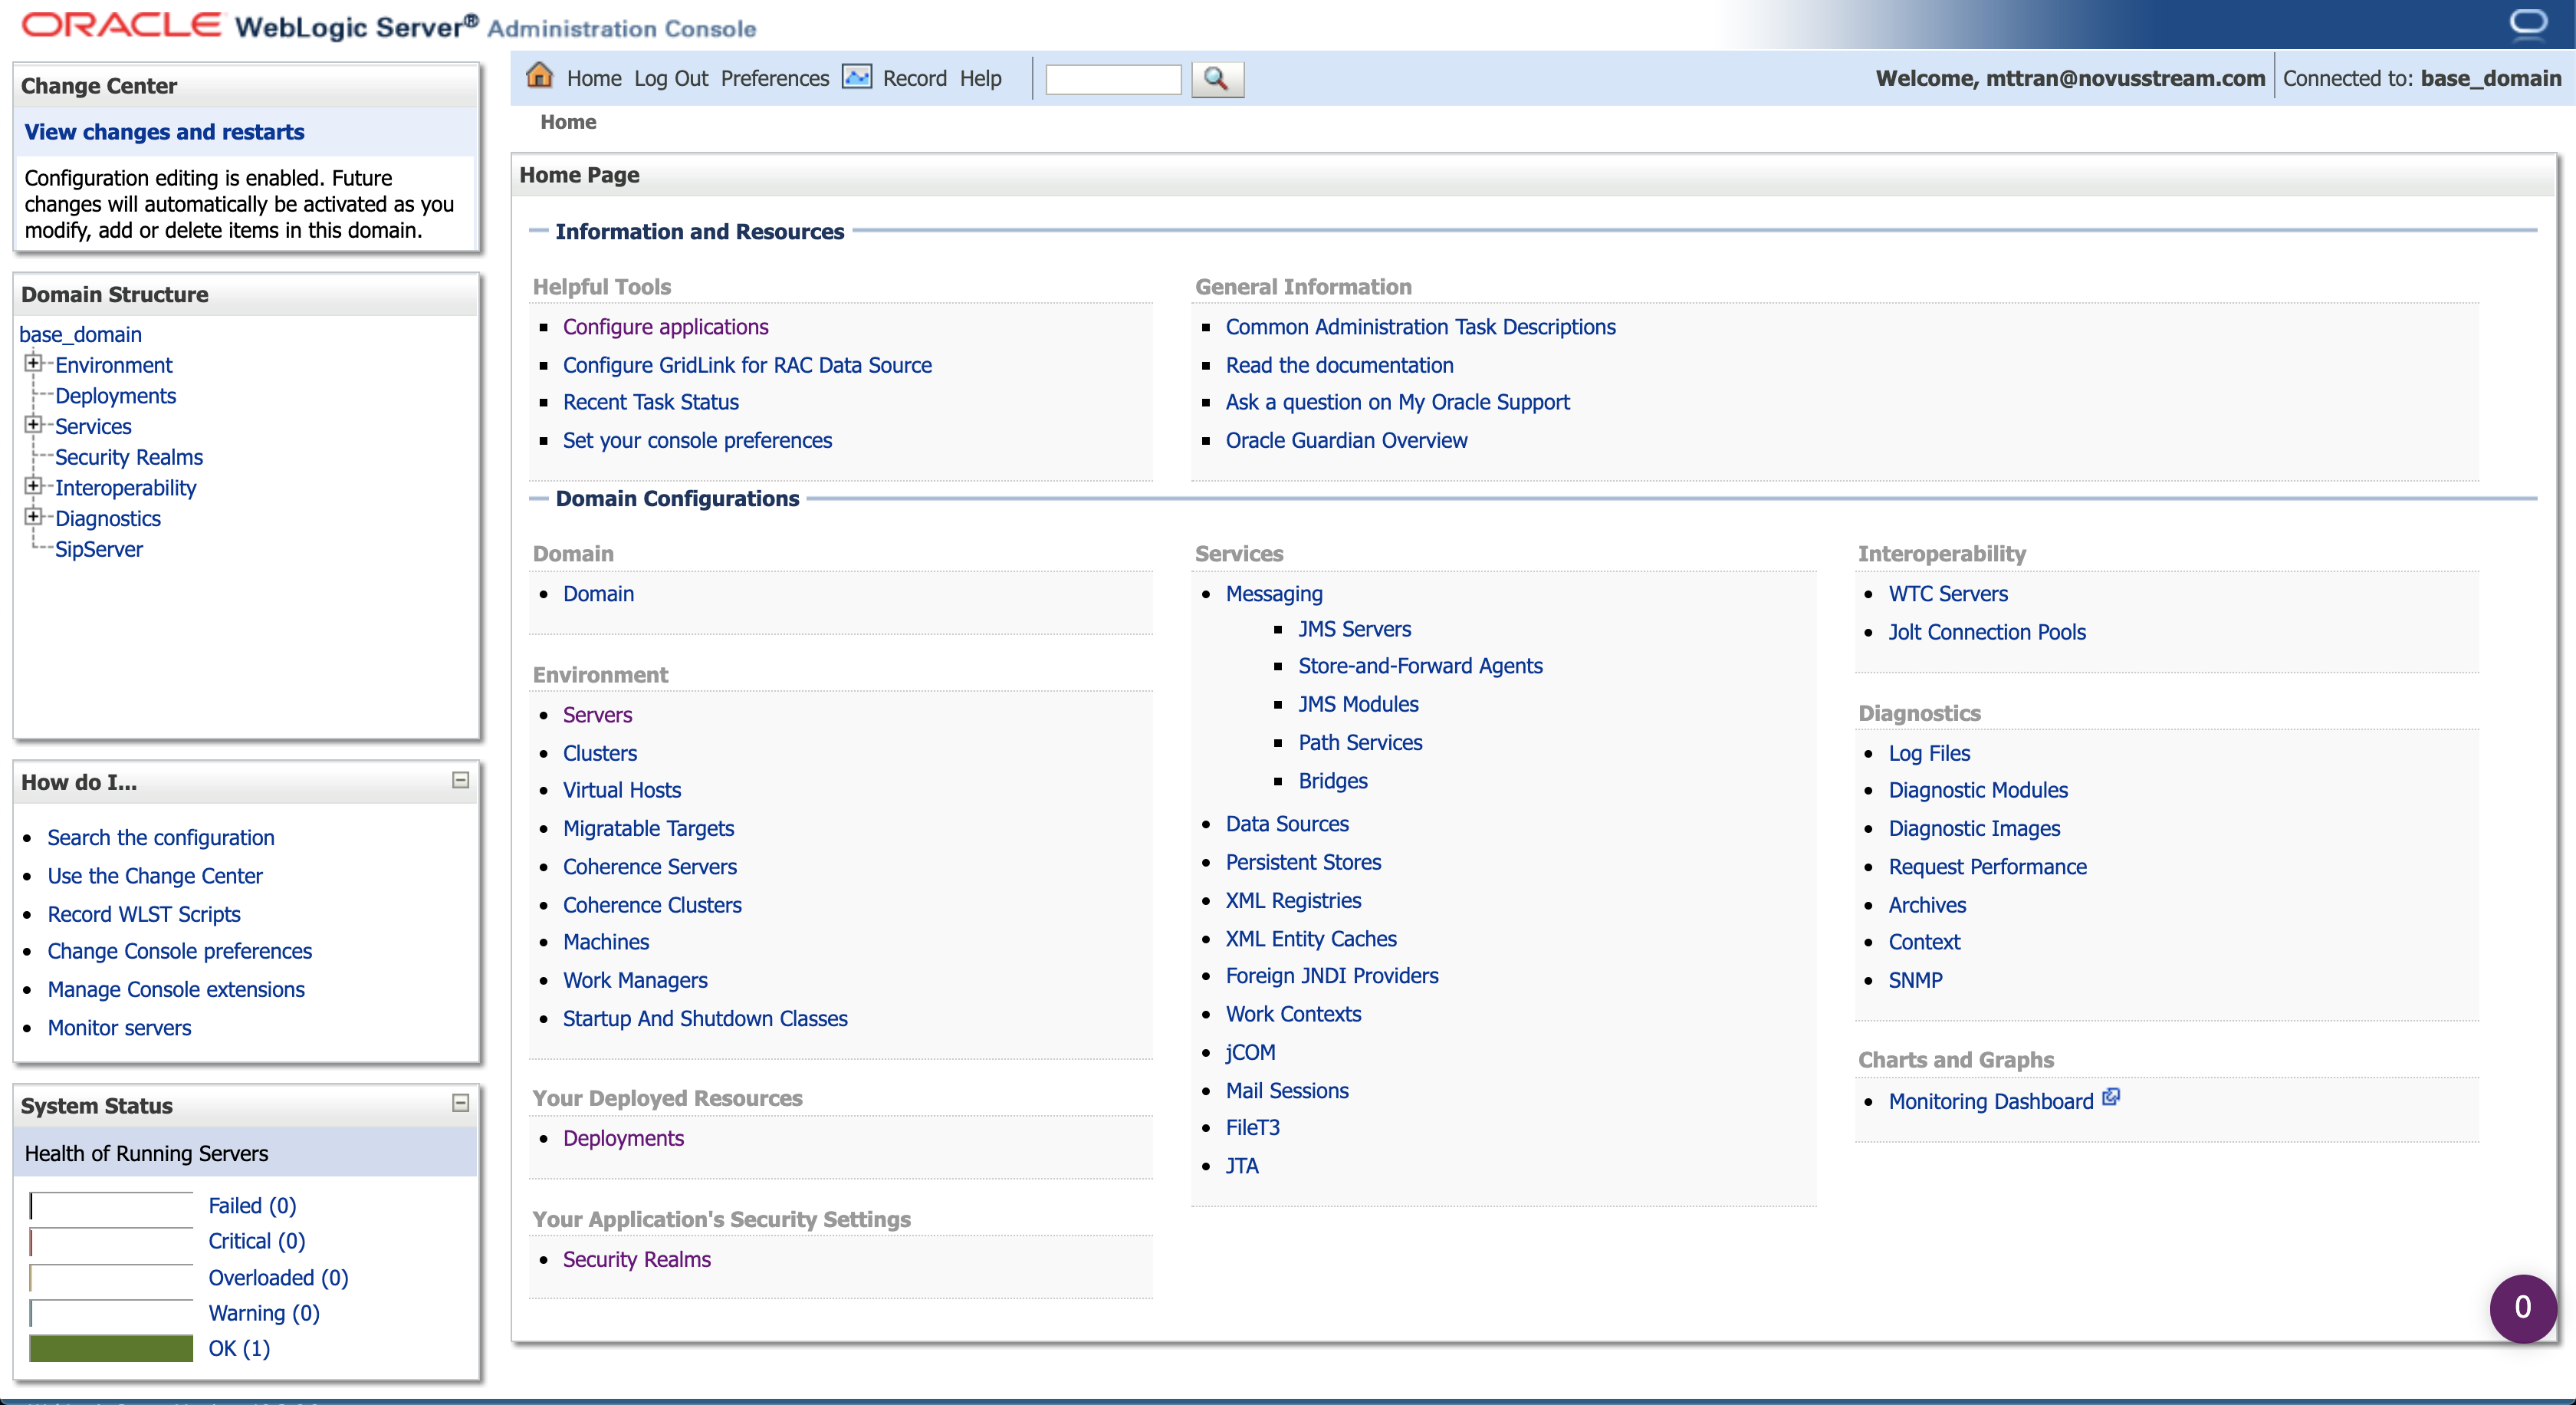 ORACLE WebLogic Server® Administration Console
Change Center
View changes and restarts
Configuration editing is enabled. Future
changes will automatically be activated as you
modify, add or delete items in this domain.
Domain Structure
base_domain
Environment
Deployments
Services
Security Realms
Interoperability
Diagnostics
SipServer
How do I...
Search the configuration
Use the Change Center
Record WLST Scripts
Change Console preferences
Manage Console extensions
Monitor servers
System Status
Health of Running Servers
Failed (0)
Critical (0)
Overloaded (0)
Warning (0)
OK (1)
Home Log Out Preferences Record Help
Welcome, mttran@novusstream.com Connected to: base_domain
Home
Home Page
Information and Resources
Helpful Tools
Configure applications
Configure GridLink for RAC Data Source
Recent Task Status
Set your console preferences
General Information
Common Administration Task Descriptions
Read the documentation
Ask a question on My Oracle Support
Oracle Guardian Overview
Domain Configurations
Domain
Domain
Environment
Servers
Clusters
Virtual Hosts
Migratable Targets
Coherence Servers
Coherence Clusters
Machines
Work Managers
Startup And Shutdown Classes
Your Deployed Resources
Deployments
Your Application's Security Settings
Security Realms
Services
Messaging
JMS Servers
Store-and-Forward Agents
JMS Modules
Path Services
Bridges
Data Sources
Persistent Stores
XML Registries
XML Entity Caches
Foreign JNDI Providers
Work Contexts
jCOM
Mail Sessions
FileT3
JTA
Interoperability
WTC Servers
Jolt Connection Pools
Diagnostics
Log Files
Diagnostic Modules
Diagnostic Images
Request Performance
Archives
Context
SNMP
Charts and Graphs
Monitoring Dashboard
0